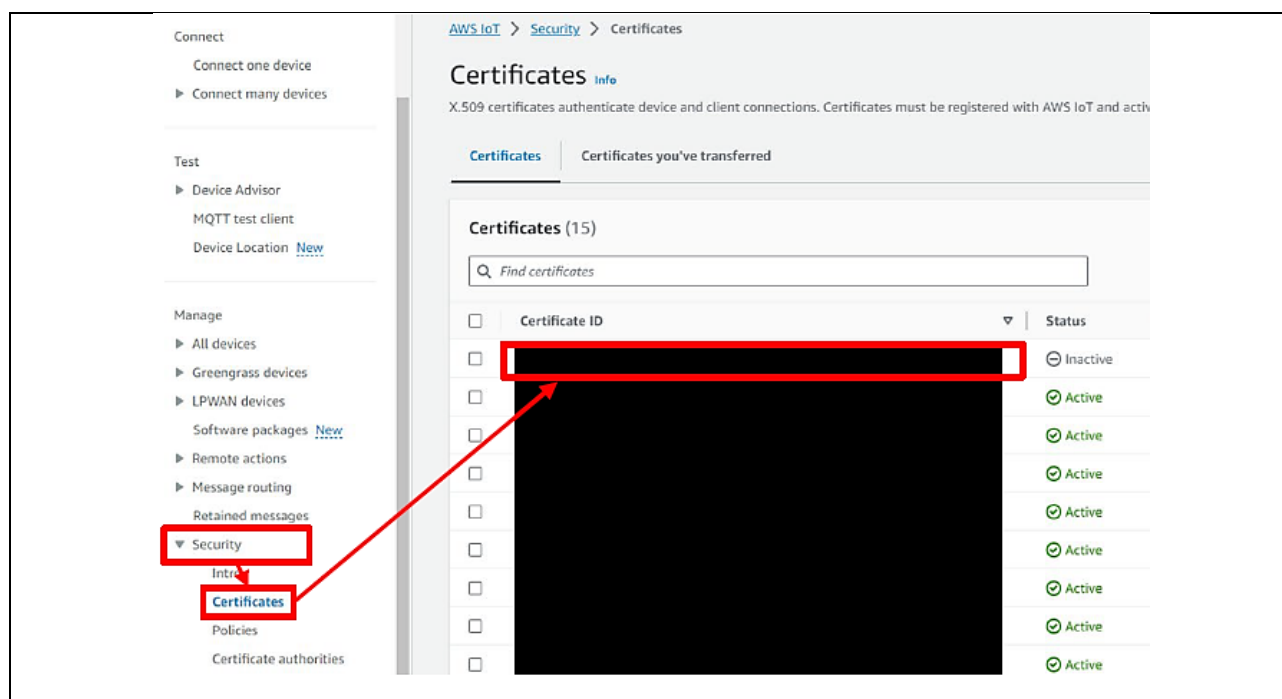 Connect
Connect one device
Connect many devices
Test
Device Advisor
MQTT test client
Device Location New
Manage
All devices
Greengrass devices
LPWAN devices
Software packages New
Remote actions
Message routing
Retained messages
Security
Certificates
Policies
Certificate authorities
AWS IoT > Security > Certificates
Certificates Info
X.509 certificates authenticate device and client connections. Certificates must be registered with AWS IoT and
Certificates Certificates you've transferred
Certificates (15)
Find certificates
Certificate ID Status
Inactive
Active
Active
Active
Active
Active
Active
Active
Active